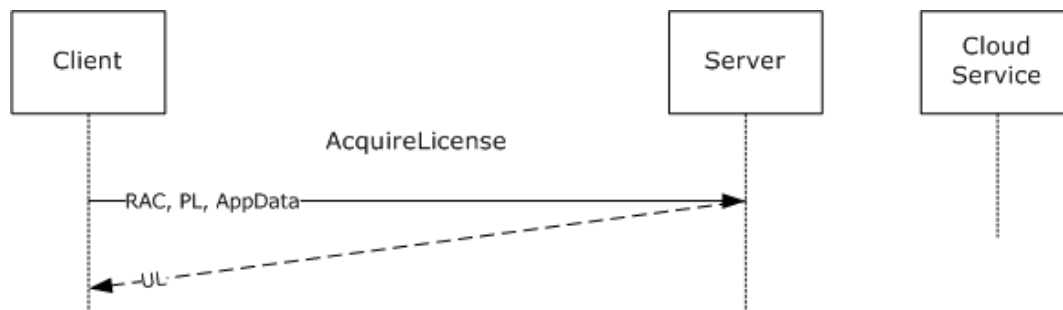 Client
Server
Cloud
Service
AcquireLicense
RAC, PL, AppData
UL